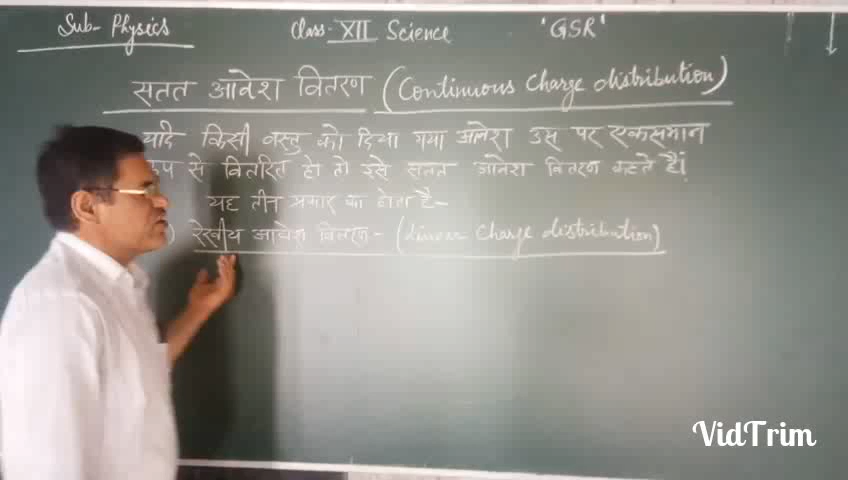 Sub- Physics Class- XII Science 'GSR'
सतत आवेश वितरण (Continuous Charge distribution)
यदि किसी वस्तु को दिया गया आवेश उस पर एकसमान
रूप से वितरित हो तो इसे सतत आवेश वितरण कहते हैं।
यह तीन प्रकार का होता है-
) रेखीय आवेश वितरण - (Linear Charge distribution)
VidTrim